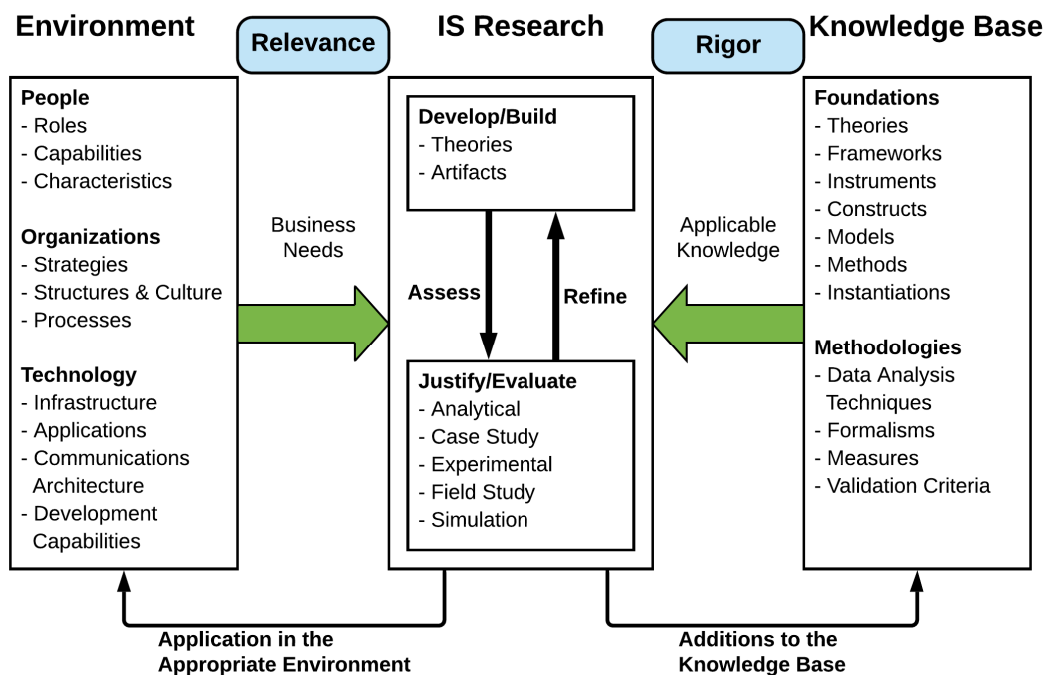 Environment
Relevance
IS Research
Rigor
Knowledge Base
People
- Roles
- Capabilities
- Characteristics
Organizations
- Strategies
- Structures & Culture
- Processes
Technology
- Infrastructure
- Applications
- Communications
Architecture
- Development
Capabilities
Business
Needs
Develop/Build
- Theories
- Artifacts
Assess
Refine
Justify/Evaluate
- Analytical
- Case Study
- Experimental
- Field Study
- Simulation
Applicable
Knowledge
Foundations
- Theories
- Frameworks
- Instruments
- Constructs
- Models
- Methods
- Instantiations
Methodologies
- Data Analysis
Techniques
- Formalisms
- Measures
- Validation Criteria
Application in the
Appropriate Environment
Additions to the
Knowledge Base